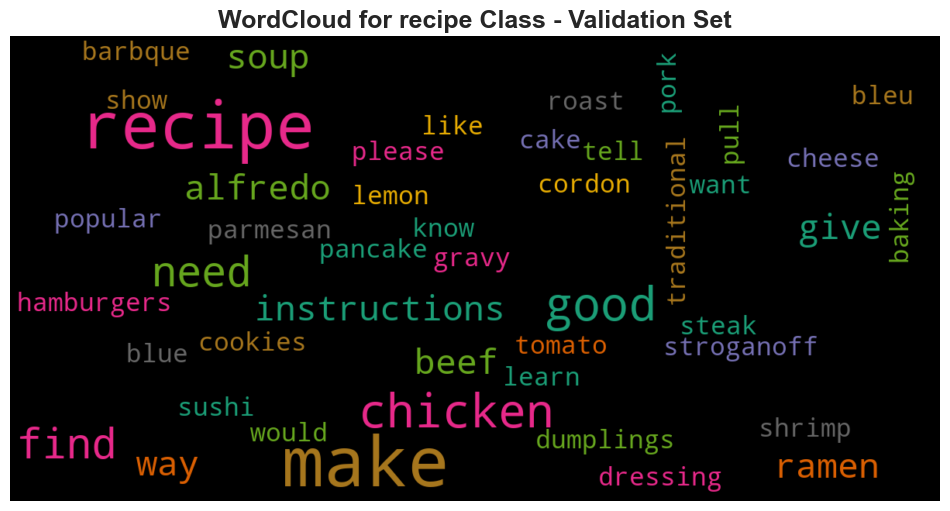 WordCloud for recipe Class - Validation Set
barbque
soup
pork
show
roast
bleu
recipe
like
please
cake
tell
pull
cheese
alfredo
lemon
cordon
traditional
want
baking
popular
parmesan
know
give
pancake
gravy
need
hamburgers
instructions
good
steak
blue
cookies
tomato
stroganoff
beef
learn
sushi
chicken
find
would
dumplings
shrimp
way
make
dressing
ramen